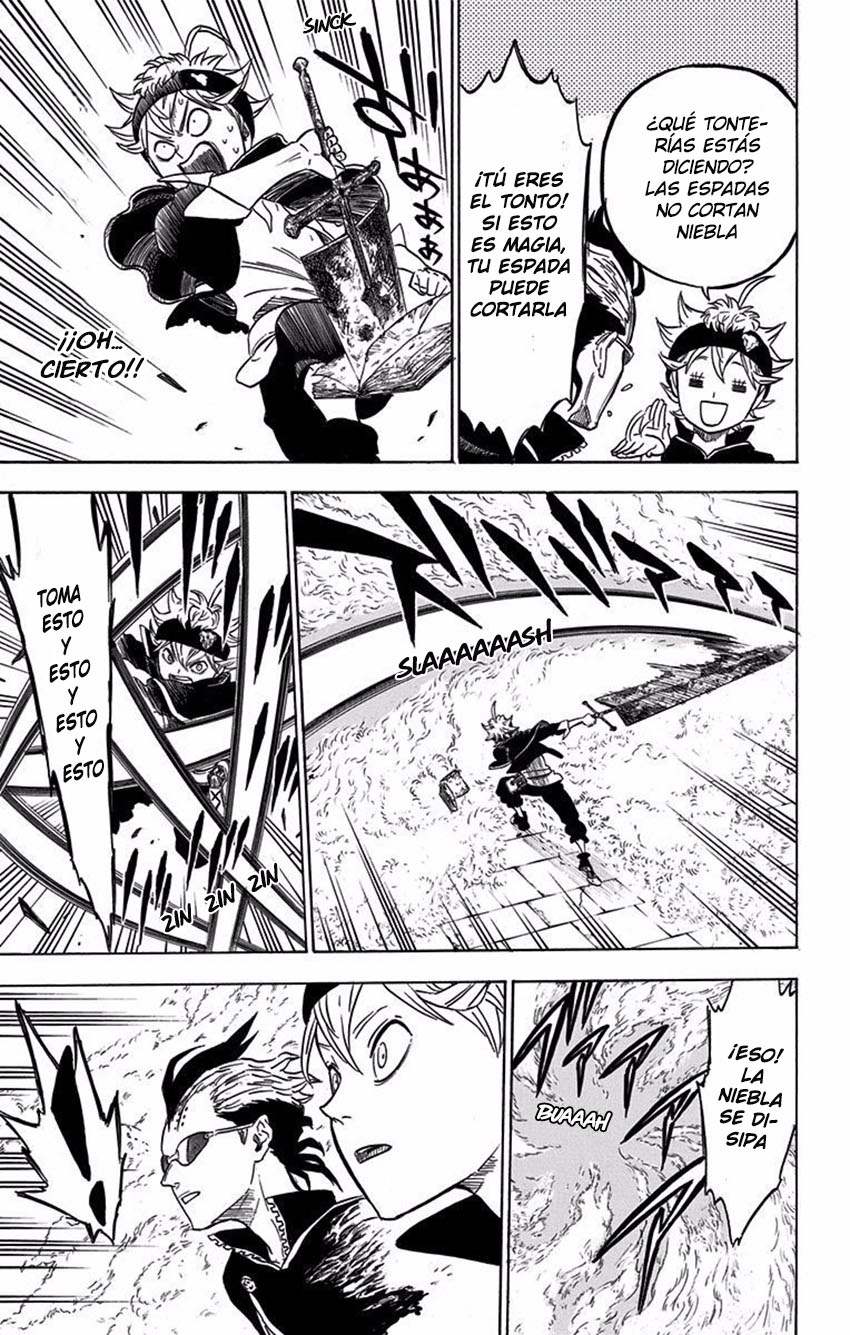 ¿QUÉ TONTE-
RÍAS ESTÁS
DICIENDO?
LAS ESPADAS
NO CORTAN
NIEBLA
¡TÚ ERES
EL TONTO!
SI ESTO
ES MAGIA,
TU ESPADA
PUEDE
CORTARLA
SINCK
¡¡OH...
CIERTO!!
SLAAAAAASH
TOMA
ESTO
Y
ESTO
Y
ESTO
Y
ESTO
ZIN ZIN ZIN
¡ESO!
LA
NIEBLA
SE DI-
SIPA
BUAAAH